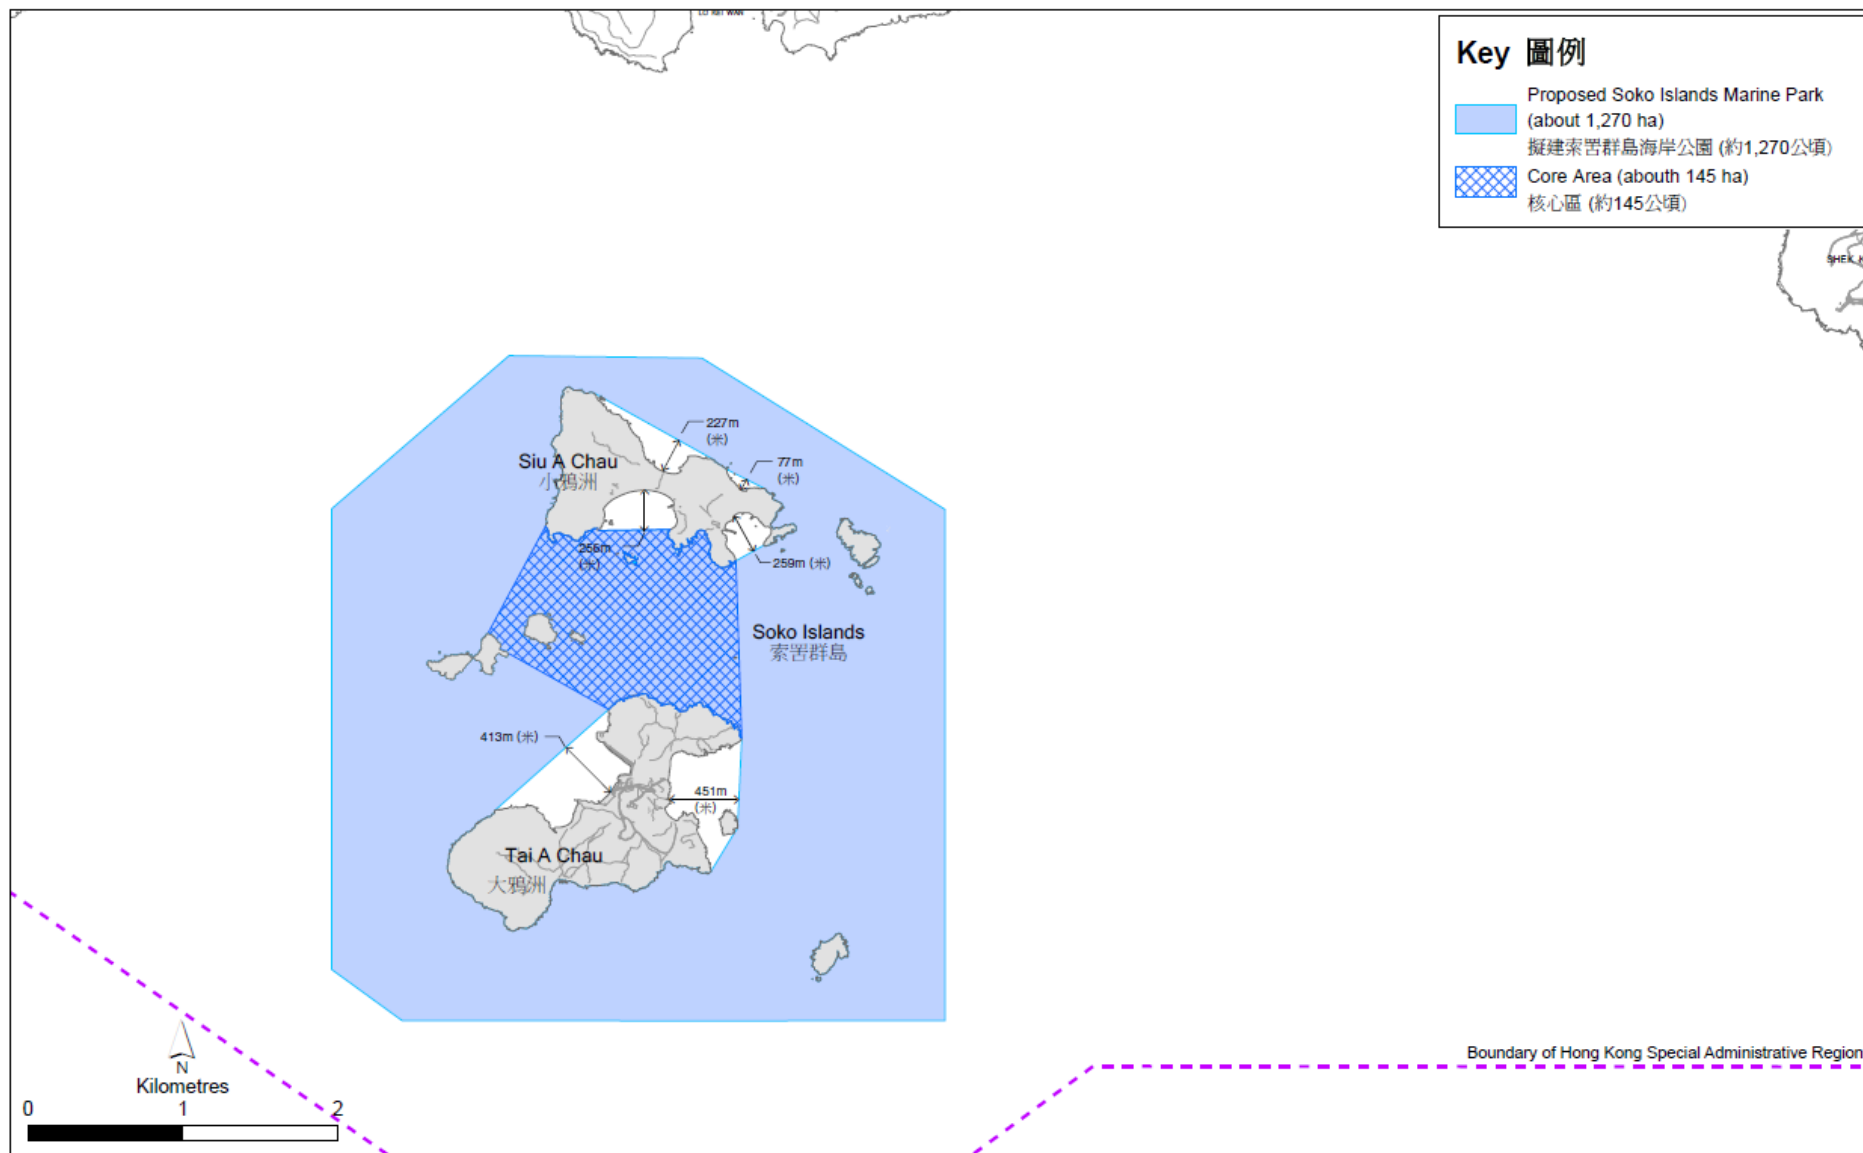 LO KEI WAN
Key 圖例
Proposed Soko Islands Marine Park
(about 1,270 ha)
擬建索罟群島海岸公園 (約1,270公頃)
Core Area (abouth 145 ha)
核心區 (約145公頃)
SHEK
227m
(米)
Siu A Chau
小鴉洲
77m
(米)
256m
(米)
259m (米)
Soko Islands
索罟群島
413m (米)
451m
(米)
Tai A Chau
大鴉洲
Boundary of Hong Kong Special Administrative Region
N
Kilometres
0 1 2